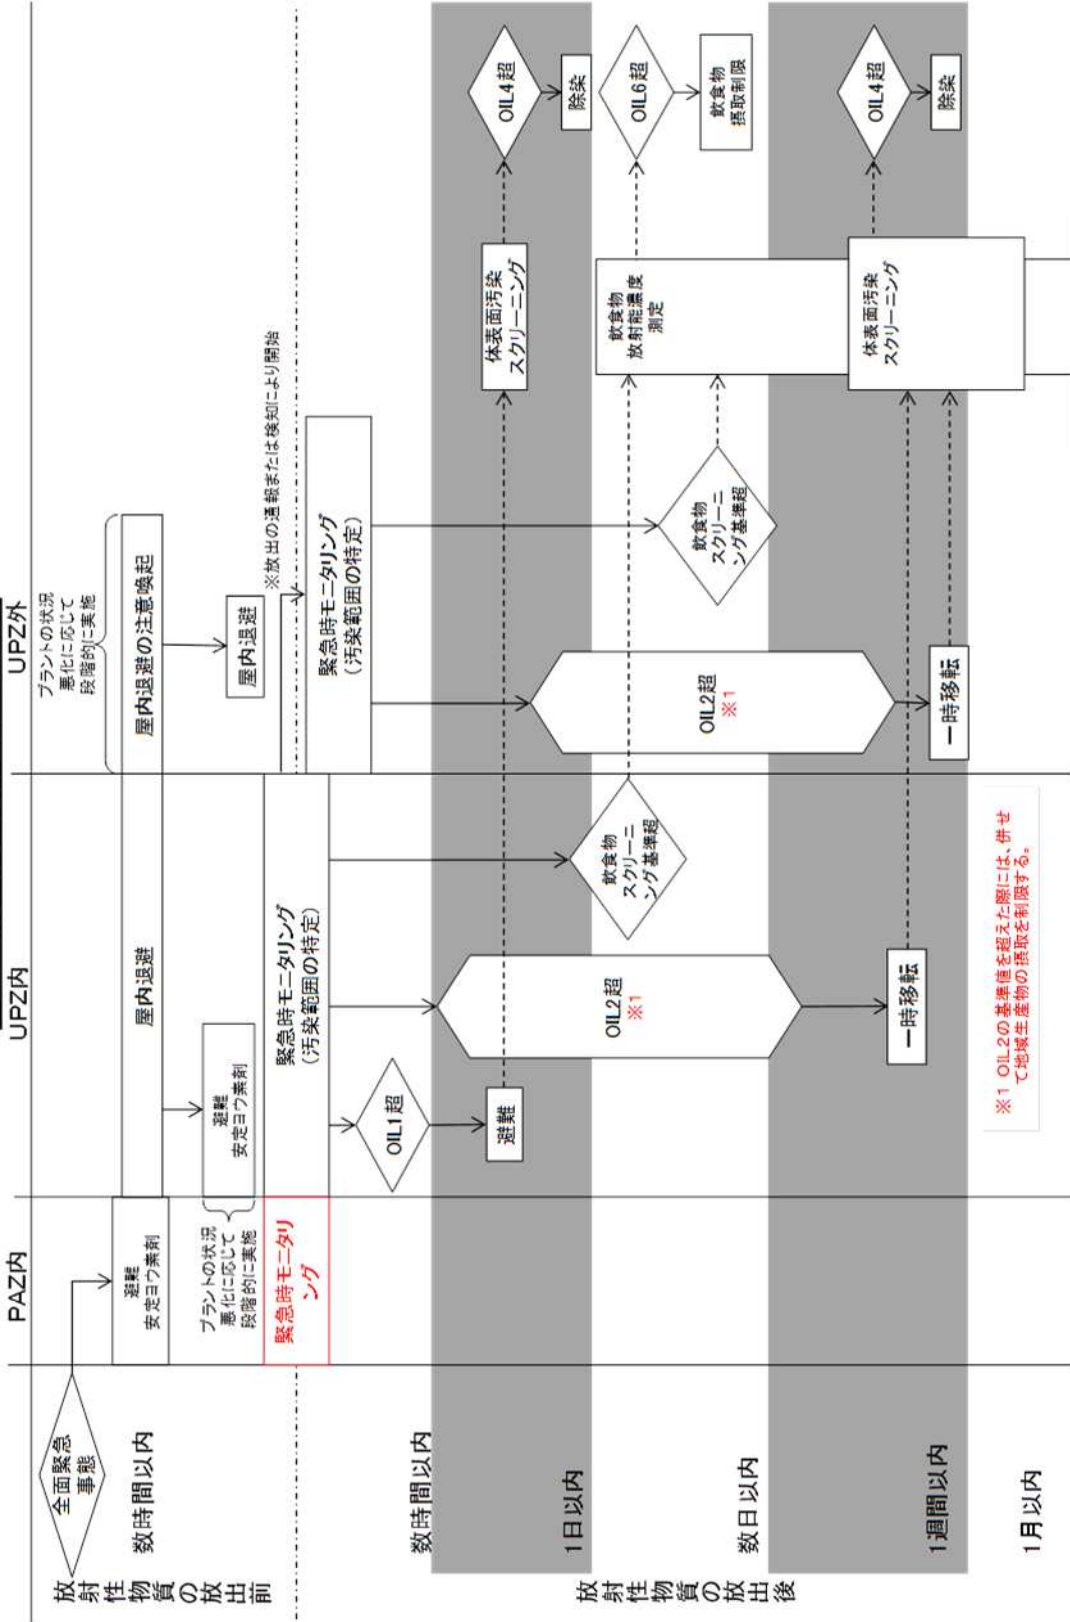 PAZ内
UPZ内
UPZ外
放射性物質の放出前
全面緊急
事態
数時間以内
避難
安定ヨウ素剤
屋内退避
屋内退避の注意喚起
プラントの状況
悪化に応じて
段階的に実施
避難
安定ヨウ素剤
プラントの状況
悪化に応じて
段階的に実施
屋内退避
※放出の通報または検知により開始
緊急時モニタリ
ング
緊急時モニタリング
（汚染範囲の特定）
緊急時モニタリング
（汚染範囲の特定）
放射性物質の放出後
数時間以内
OIL1超
避難
体表面汚染
スクリーニング
OIL4超
除染
1日以内
OIL2超
※1
飲食物
スクリーニ
ング基準超
OIL2超
※1
飲食物
スクリーニ
ング基準超
飲食物
放射能濃度
測定
OIL6超
飲食物
摂取制限
数日以内
一時移転
一時移転
体表面汚染
スクリーニング
OIL4超
除染
1週間以内
1月以内
※1 OIL2の基準値を超えた際には、併せ
て地域生産物の摂取を制限する。